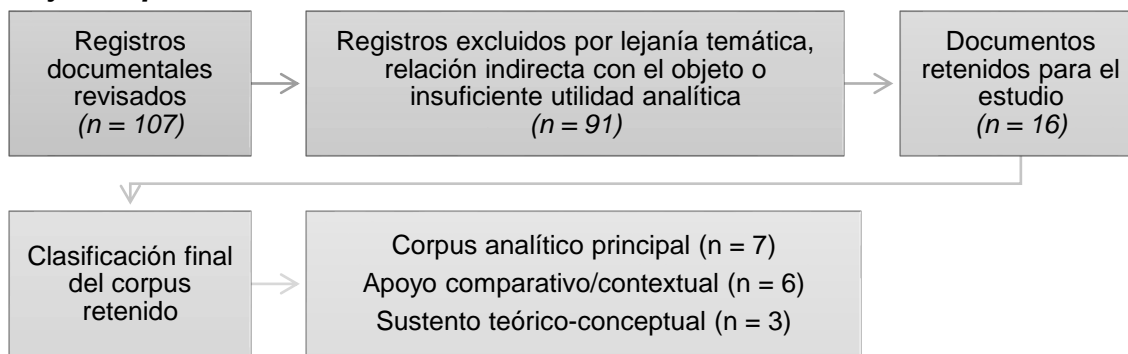 Registros
documentales
revisados
(n = 107)
Registros excluidos por lejanía temática,
relación indirecta con el objeto o
insuficiente utilidad analítica
(n = 91)
Documentos
retenidos para el
estudio
(n = 16)
Clasificación final
del corpus
retenido
Corpus analítico principal (n = 7)
Apoyo comparativo/contextual (n = 6)
Sustento teórico-conceptual (n = 3)